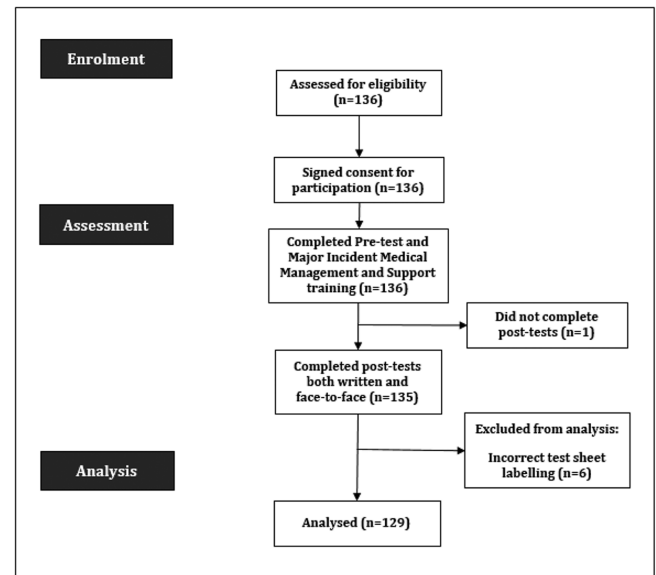 Enrolment
Assessed for eligibility
(n=136)
Signed consent for
participation (n=136)
Assessment
Completed Pre-test and
Major Incident Medical
Management and Support
training (n=136)
Did not complete
post-tests (n=1)
Completed post-tests
both written and
face-to-face (n=135)
Excluded from analysis:
Incorrect test sheet
labelling (n=6)
Analysis
Analysed (n=129)